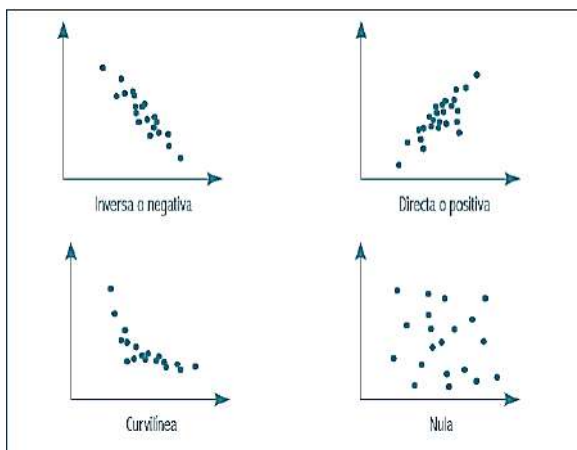 Inversa o negativa
Directa o positiva
Curvilínea
Nula